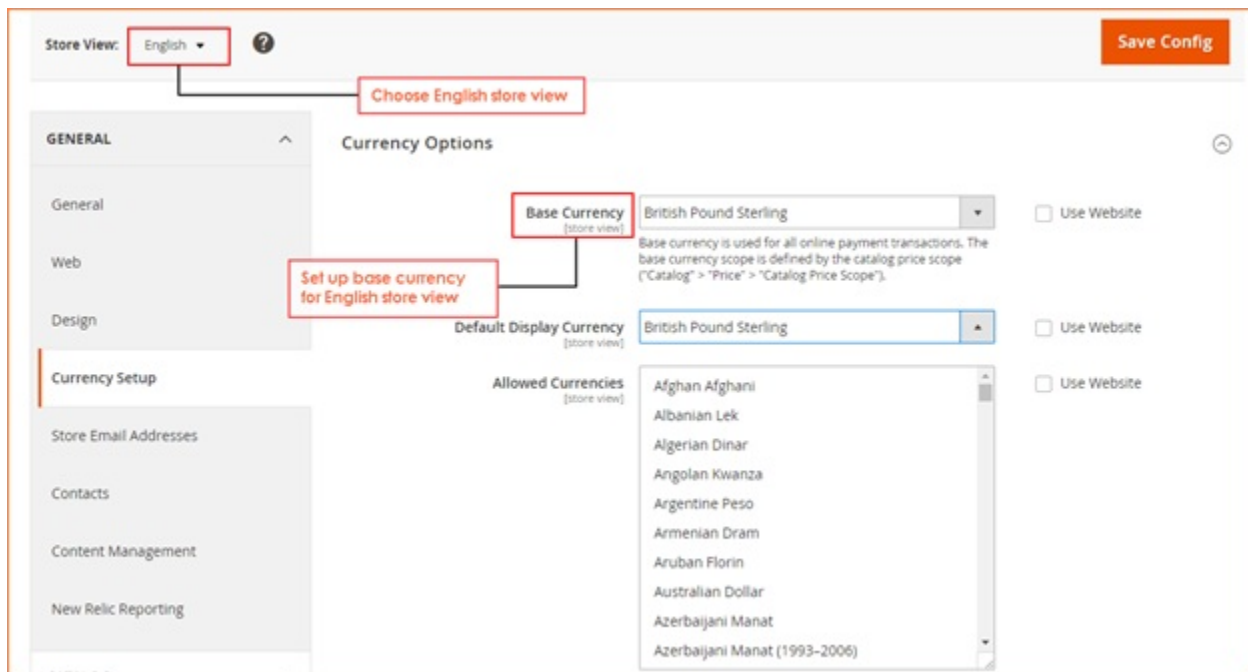 Store View: English
Save Config
Choose English store view
GENERAL
Currency Options
General
Base Currency British Pound Sterling Use Website
[store view]
Base currency is used for all online payment transactions. The
base currency scope is defined by the catalog price scope
("Catalog" > "Price" > "Catalog Price Scope").
Web
Set up base currency
for English store view
Design
Default Display Currency British Pound Sterling Use Website
[store view]
Currency Setup
Allowed Currencies Use Website
[store view]
Afghan Afghani
Albanian Lek
Algerian Dinar
Angolan Kwanza
Argentine Peso
Armenian Dram
Aruban Florin
Australian Dollar
Azerbaijani Manat
Azerbaijani Manat (1993–2006)
Store Email Addresses
Contacts
Content Management
New Relic Reporting